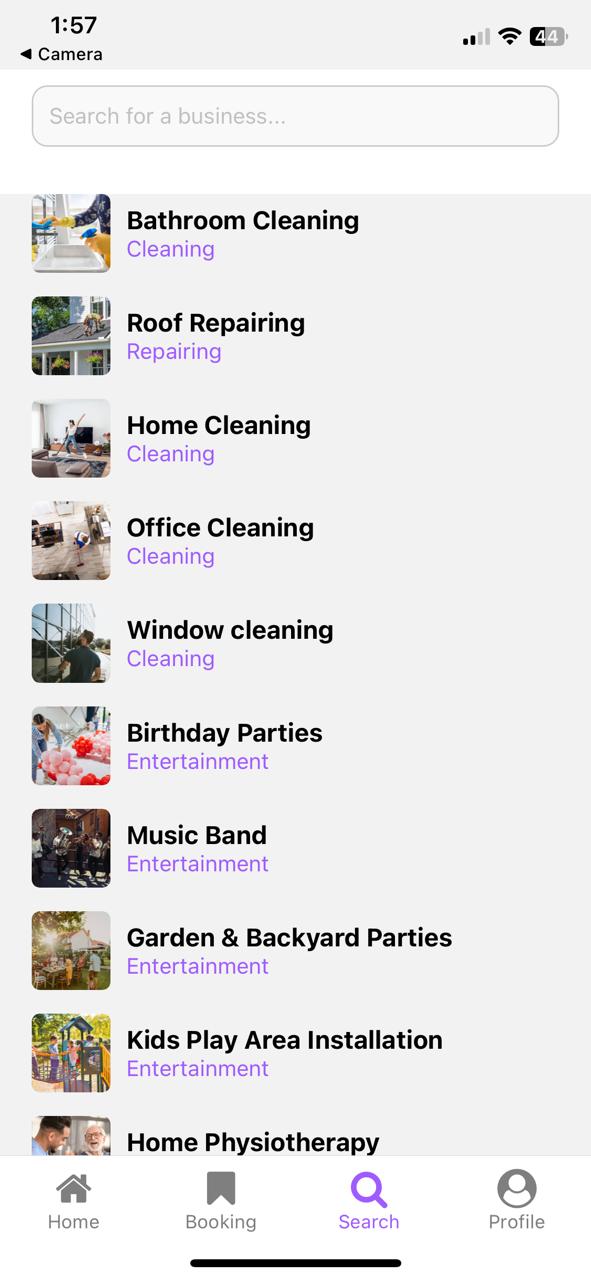 1:57
44
◀ Camera
Search for a business...
Bathroom Cleaning
Cleaning
Roof Repairing
Repairing
Home Cleaning
Cleaning
Office Cleaning
Cleaning
Window cleaning
Cleaning
Birthday Parties
Entertainment
Music Band
Entertainment
Garden & Backyard Parties
Entertainment
Kids Play Area Installation
Entertainment
Home Physiotherapy
Home Booking Search Profile